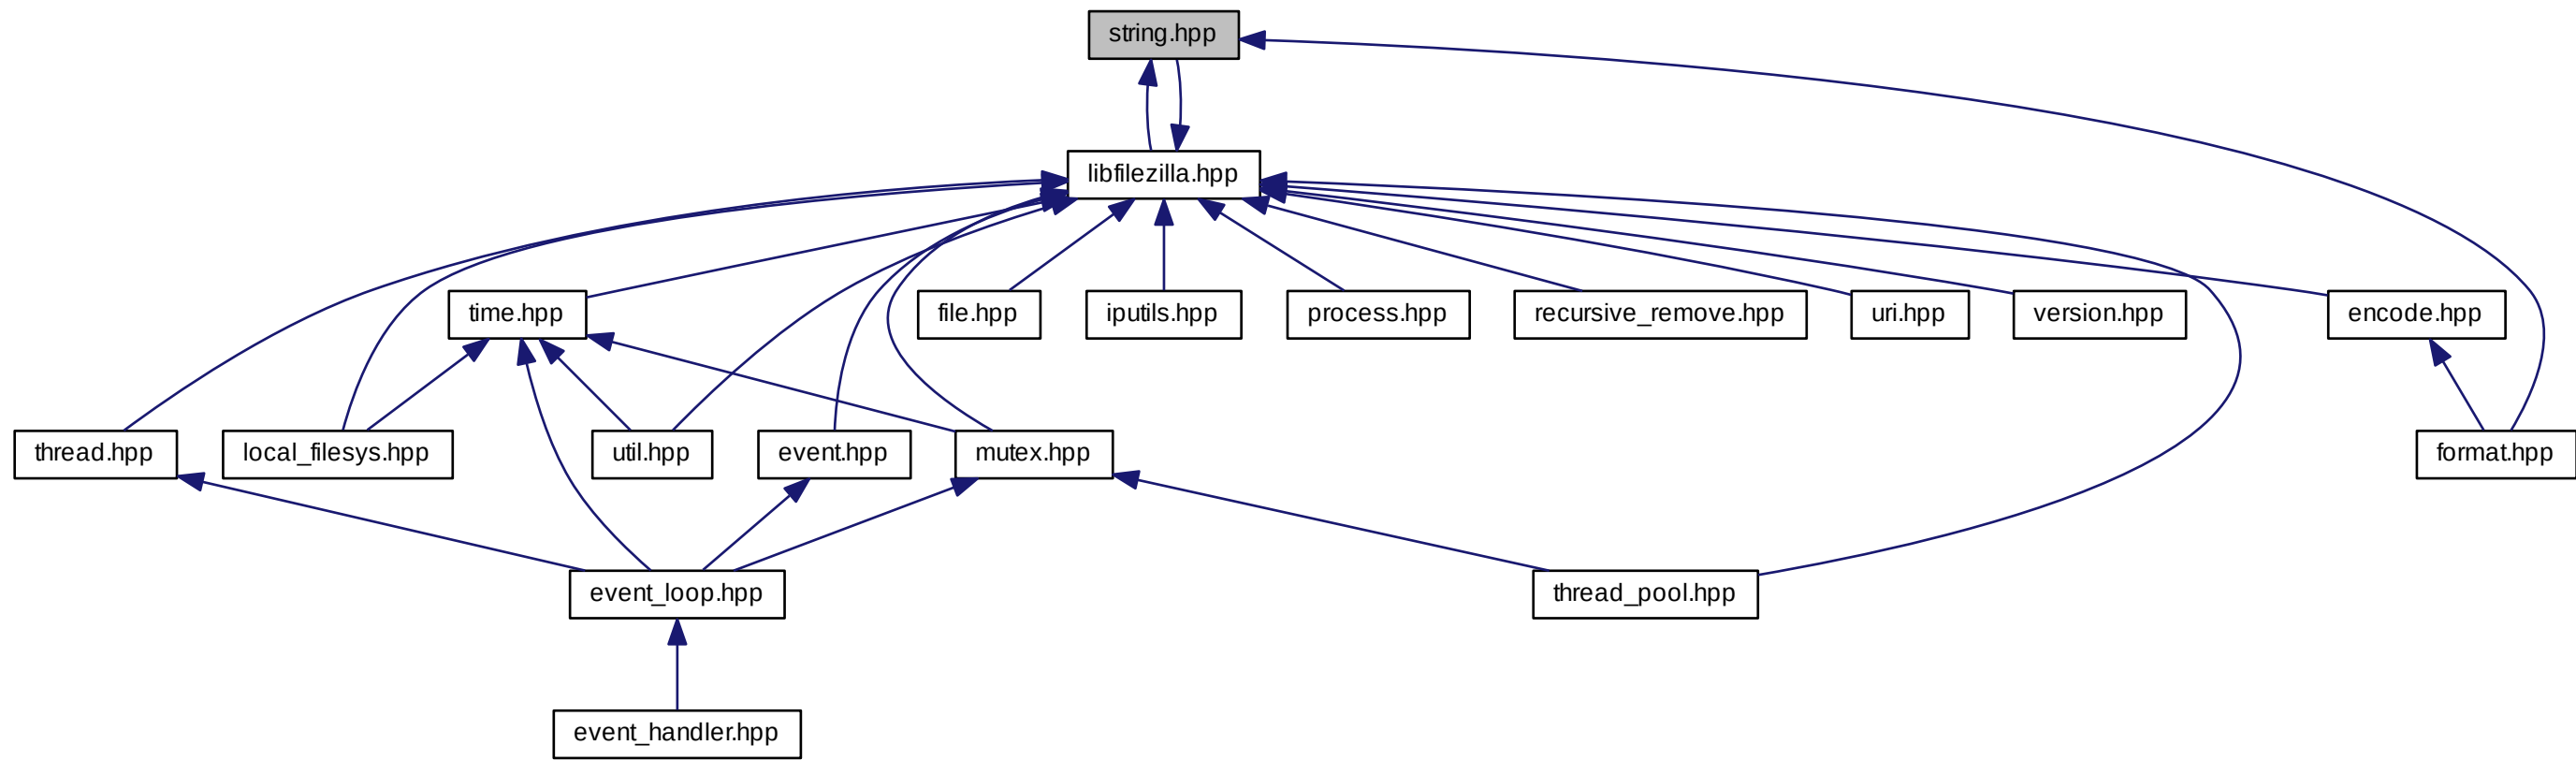 string.hpp
libfilezilla.hpp
time.hpp
file.hpp
iputils.hpp
process.hpp
recursive_remove.hpp
uri.hpp
version.hpp
encode.hpp
thread.hpp
local_filesys.hpp
util.hpp
event.hpp
mutex.hpp
format.hpp
event_loop.hpp
thread_pool.hpp
event_handler.hpp